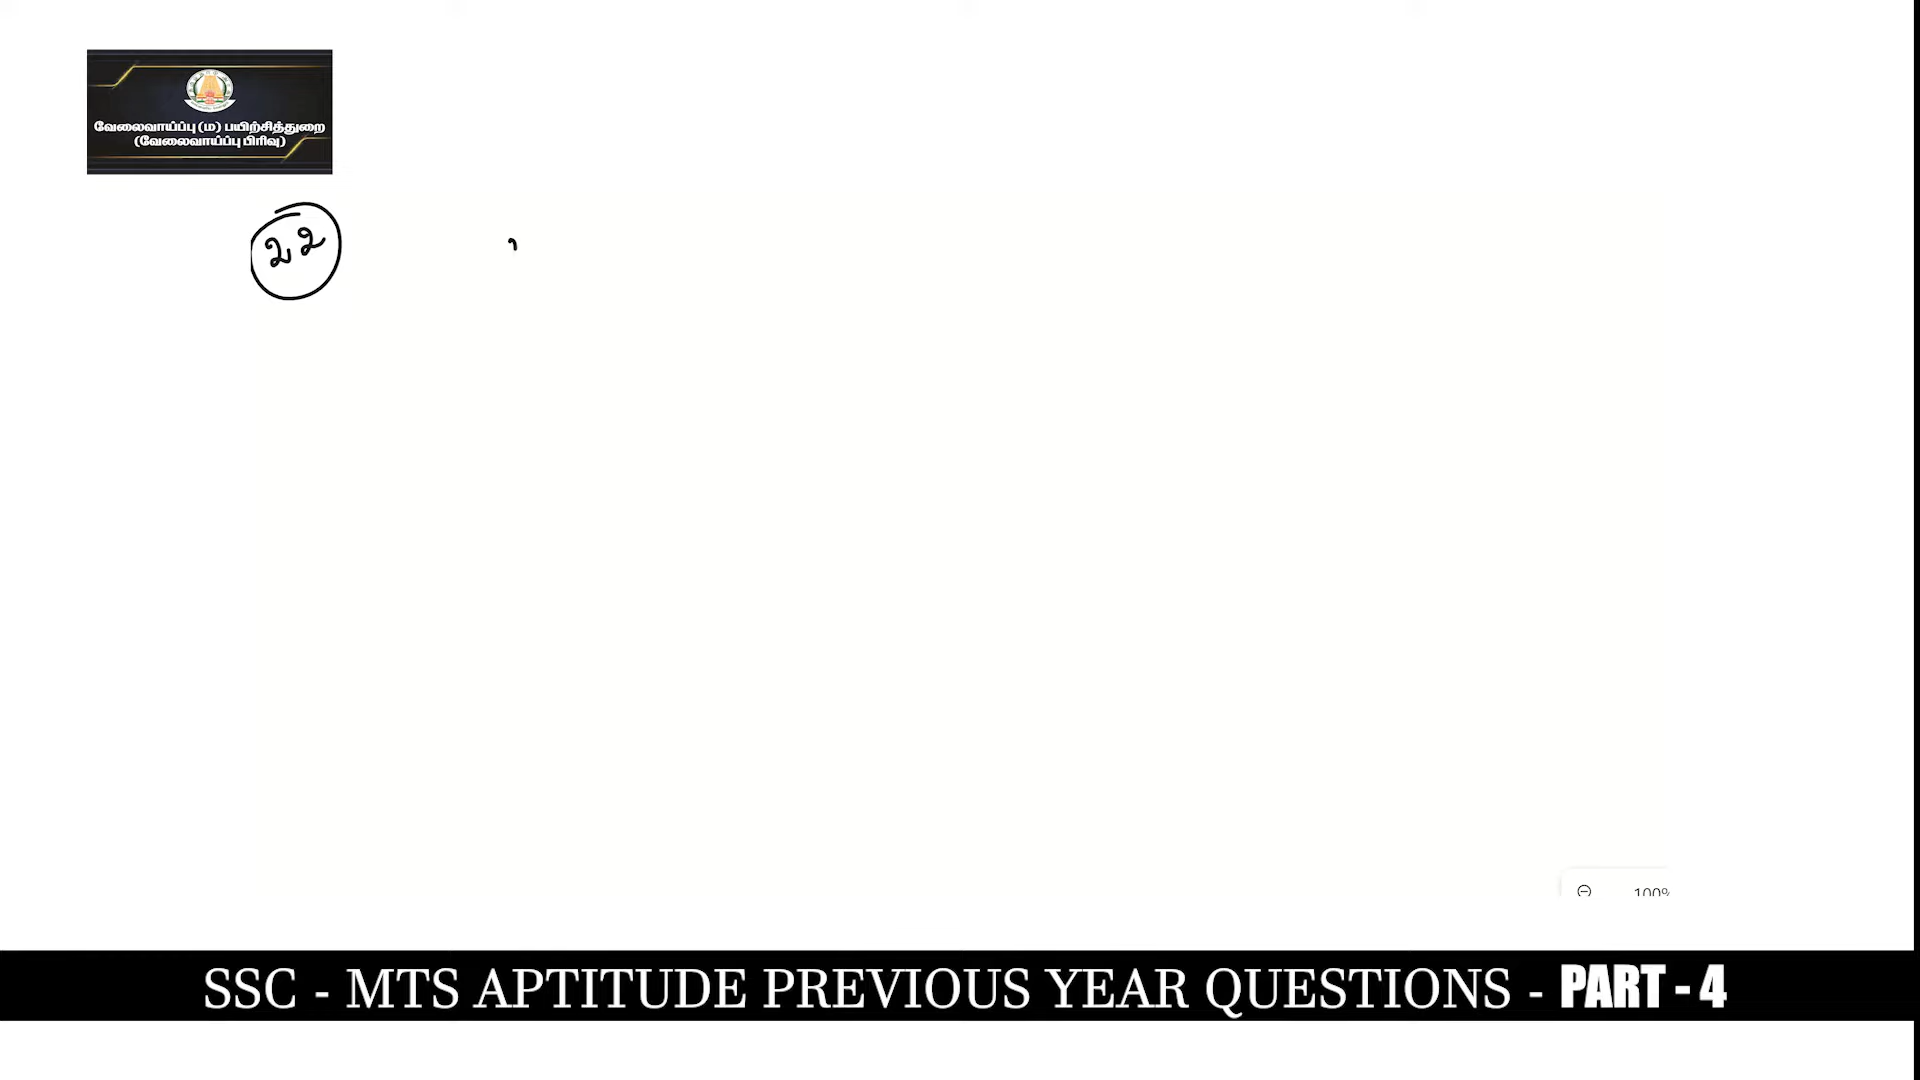 வேலைவாய்ப்பு (ம) பயிற்சித்துறை
(வேலைவாய்ப்பு பிரிவு)
22
100%
SSC - MTS APTITUDE PREVIOUS YEAR QUESTIONS - PART - 4